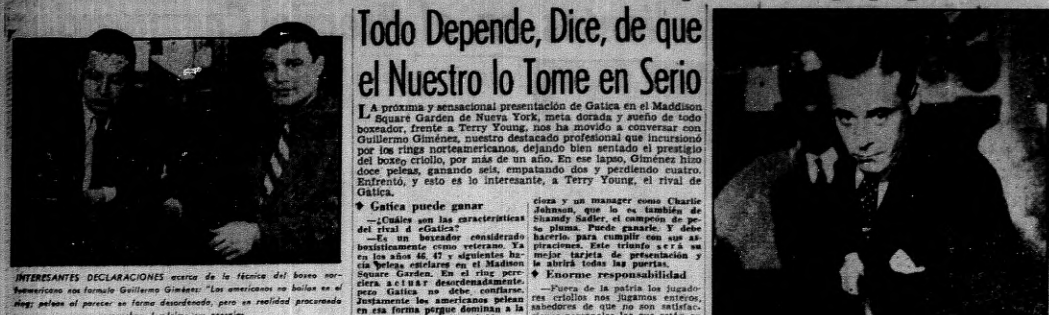 Todo Depende, Dice, de que
el Nuestro lo Tome en Serio
LA próxima y sensacional presentación de Gatica en el Maddison
Square Garden de Nueva York, meta dorada y sueño de todo
boxeador, frente a Terry Young, nos ha movido a conversar con
Guillermo Giménez, nuestro destacado profesional que incursionó
por los rings norteamericanos, dejando bien sentado el prestigio
del boxeo criollo, por más de un año. En ese lapso, Giménez hizo
doce peleas, ganando seis, empatando dos y perdiendo cuatro.
Enfrentó, y esto es lo interesante, a Terry Young, el rival de
Gatica.
♦ Gatica puede ganar
—¿Cuáles son las características
del rival d eGatica?
—Es un boxeador considerado
boxísticamente como veterano. Ya
en los años 46, 47 y siguientes ha-
cía peleas estelares en el Madison
Square Garden. En el ring pare-
ciera actuar desordenadamente,
pero Gatica no debe confiarse.
Justamente los americanos pelean
en esa forma porque dominan a la
cioza y un manager como Charlie
Johnson, que lo es también de
Shamdy Sadler, el campeón de pe-
so pluma. Puede ganarle. Y debe
hacerlo, para cumplir con sus as-
piraciones. Este triunfo será su
mejor tarjeta de presentación y
le abrirá todas las puertas.
♦ Enorme responsabilidad
—Fuera de la patria los jugado-
res criollos nos jugamos enteros,
sabedores de que no son satisfac-
INTERESANTES DECLARACIONES acerca de la técnica del boxeo nor-
teamericano nos formula Guillermo Giménez: "Los americanos no bailan en el
ring; pelean al parecer en forma desordenada, pero en realidad procurando